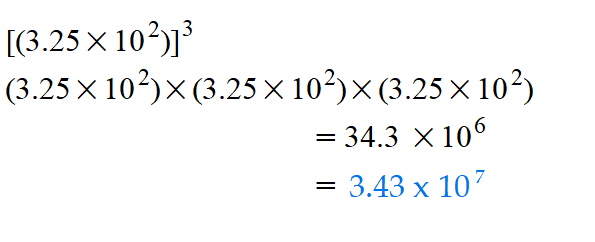 [(3.25 × 10²)]³
(3.25 × 10²) × (3.25 × 10²) × (3.25 × 10²)
= 34.3 × 10⁶
= 3.43 x 10⁷